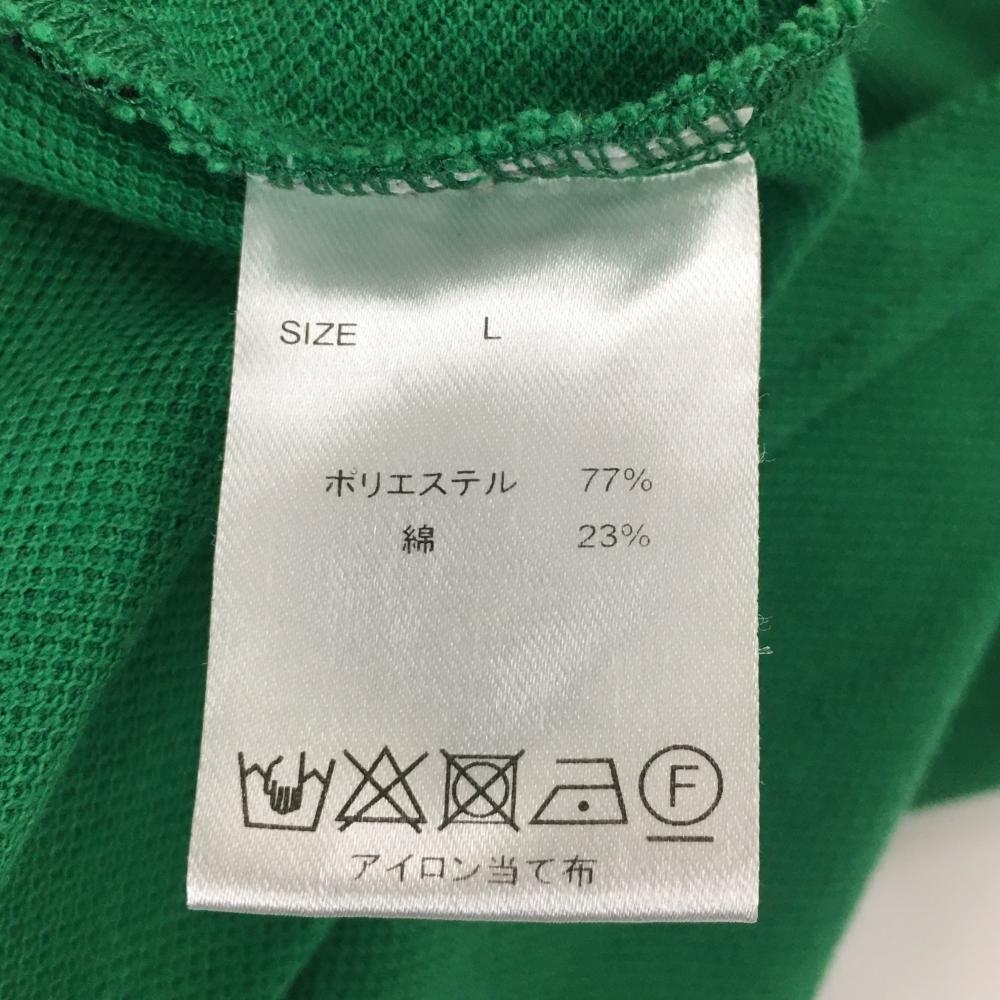 SIZE L
ポリエステル 77%
綿 23%
F
アイロン当て布